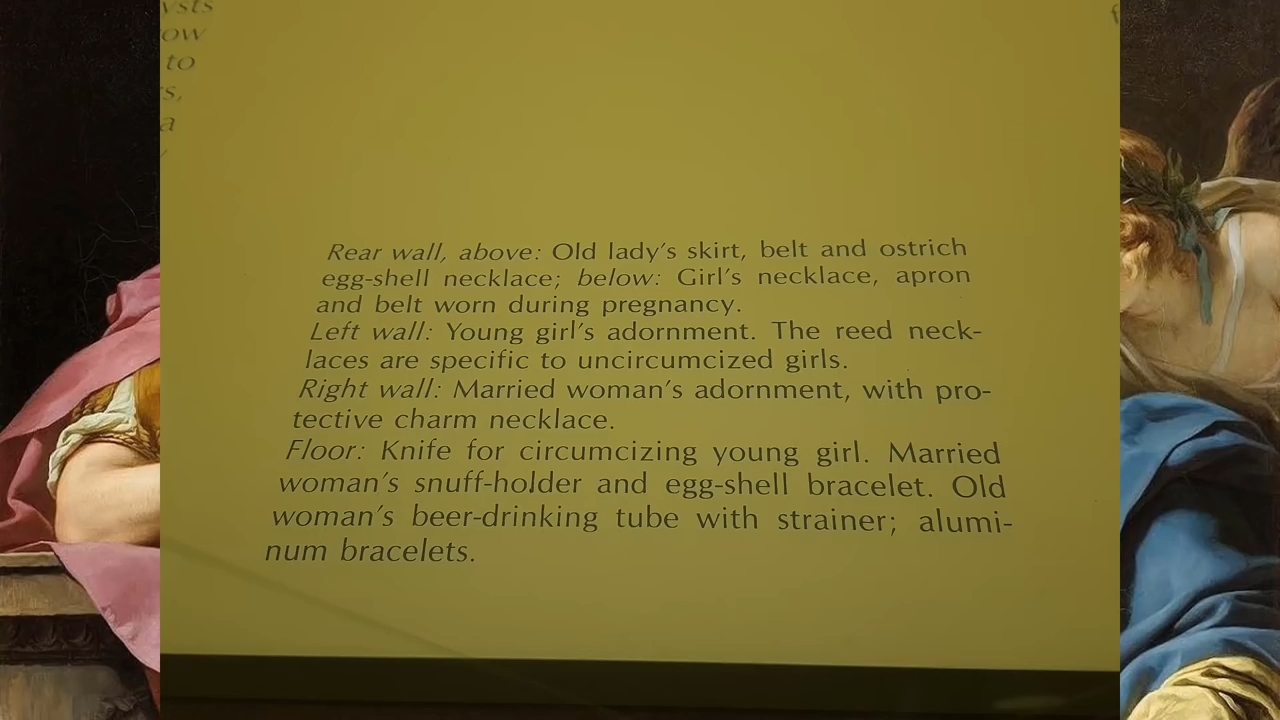 ow
to
a
Rear wall, above: Old lady's skirt, belt and ostrich
egg-shell necklace; below: Girl's necklace, apron
and belt worn during pregnancy.
Left wall: Young girl's adornment. The reed neck-
laces are specific to uncircumcized girls.
Right wall: Married woman's adornment, with pro-
tective charm necklace.
Floor: Knife for circumcizing young girl. Married
woman's snuff-holder and egg-shell bracelet. Old
woman's beer-drinking tube with strainer; alumi-
num bracelets.